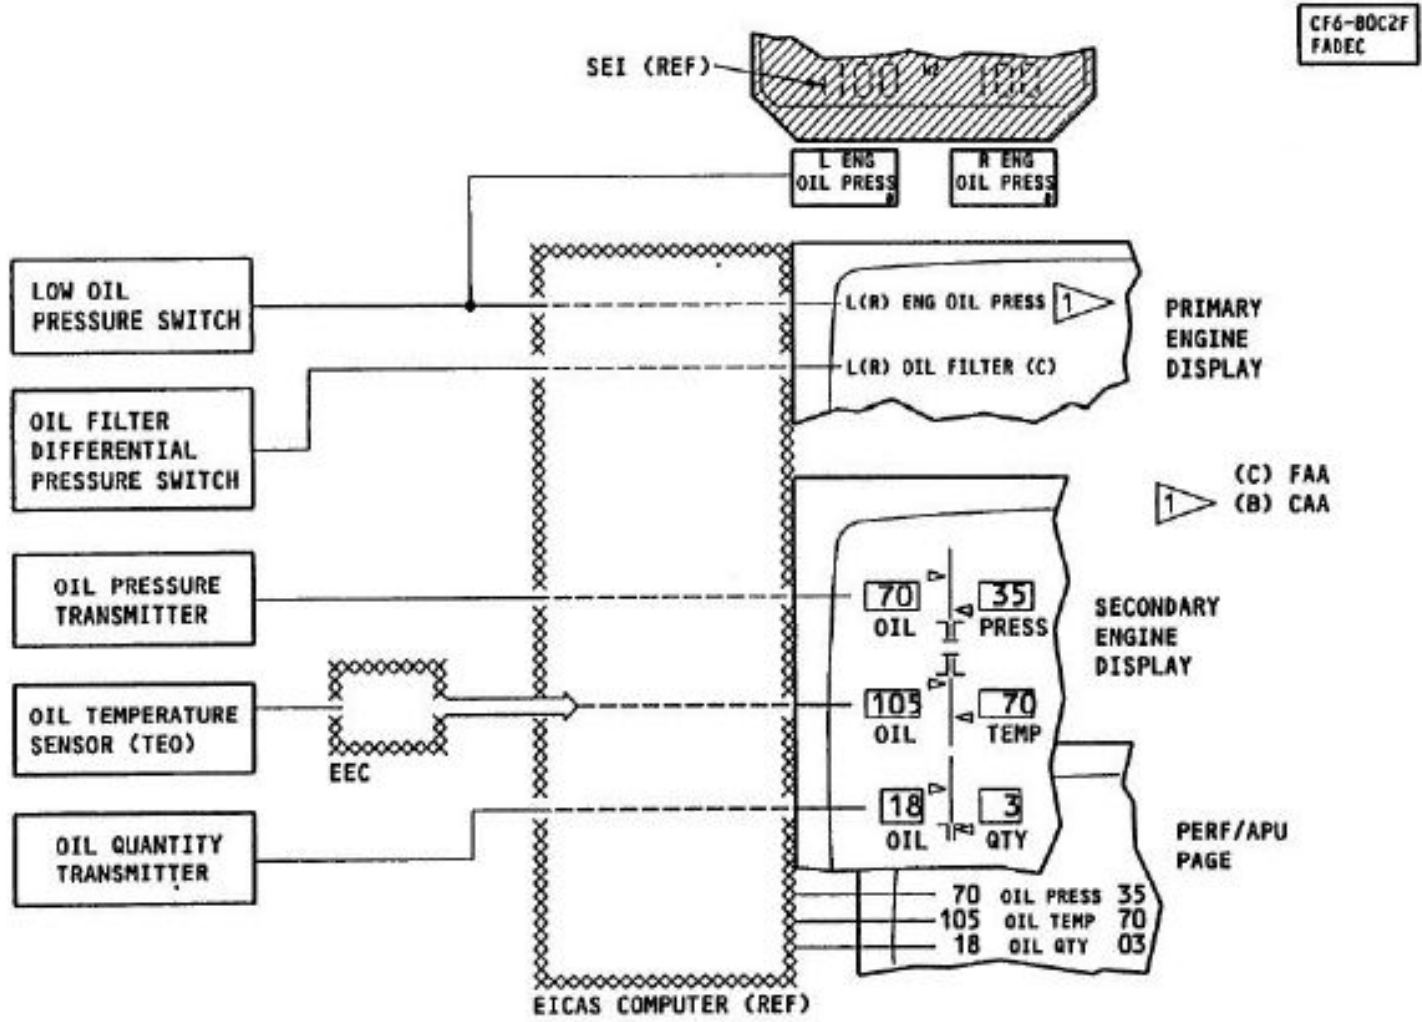 CF6-80C2F
FADEC
SEI (REF)
N2
L ENG
OIL PRESS
R ENG
OIL PRESS
LOW OIL
PRESSURE SWITCH
L(R) ENG OIL PRESS 1
PRIMARY
ENGINE
DISPLAY
L(R) OIL FILTER (C)
OIL FILTER
DIFFERENTIAL
PRESSURE SWITCH
1 (C) FAA
(B) CAA
OIL PRESSURE
TRANSMITTER
70 35
OIL PRESS
SECONDARY
ENGINE
DISPLAY
OIL TEMPERATURE
SENSOR (TEO)
EEC
105 70
OIL TEMP
OIL QUANTITY
TRANSMITTER
18 3
OIL QTY
PERF/APU
PAGE
70 OIL PRESS 35
105 OIL TEMP 70
18 OIL QTY 03
EICAS COMPUTER (REF)